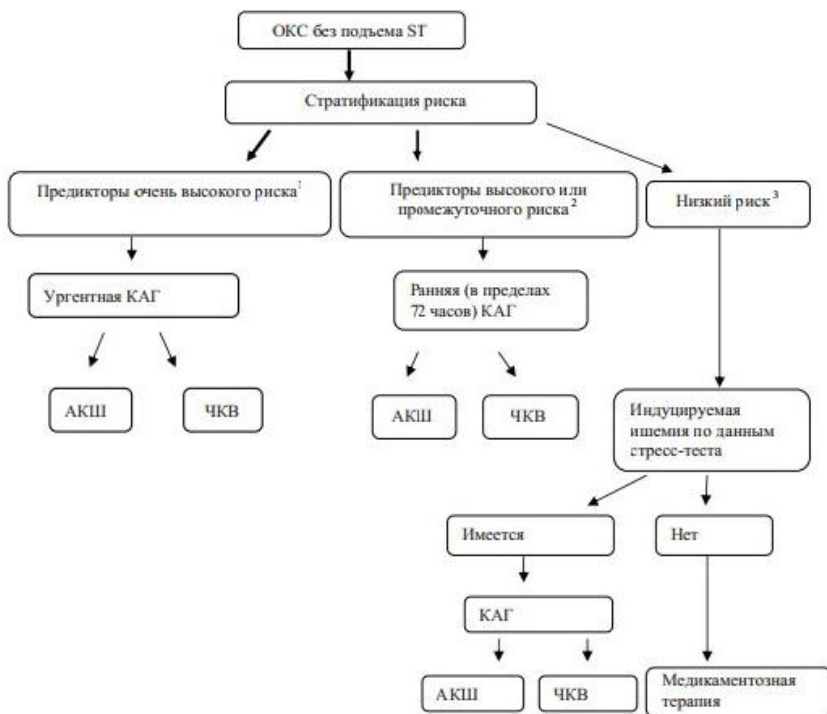 ОКС без подъема ST
Стратификация риска
Предикторы очень высокого риска¹
Предикторы высокого или
промежуточного риска²
Низкий риск³
Ургентная КАГ
Ранняя (в пределах
72 часов) КАГ
АКШ
ЧКВ
АКШ
ЧКВ
Индуцируемая
ишемия по данным
стресс-теста
Имеется
Нет
КАГ
АКШ
ЧКВ
Медикаментозная
терапия